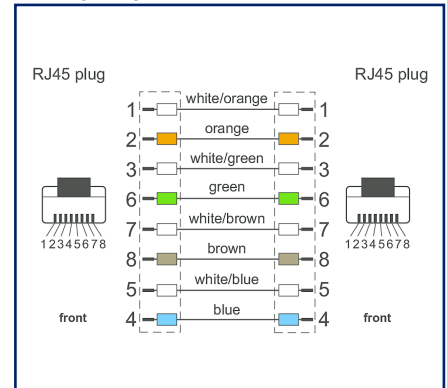 RJ45 plug RJ45 plug
1 white/orange 1
2 orange 2
3 white/green 3
6 green 6
7 white/brown 7
8 brown 8
5 white/blue 5
4 blue 4
12345678 12345678
front front